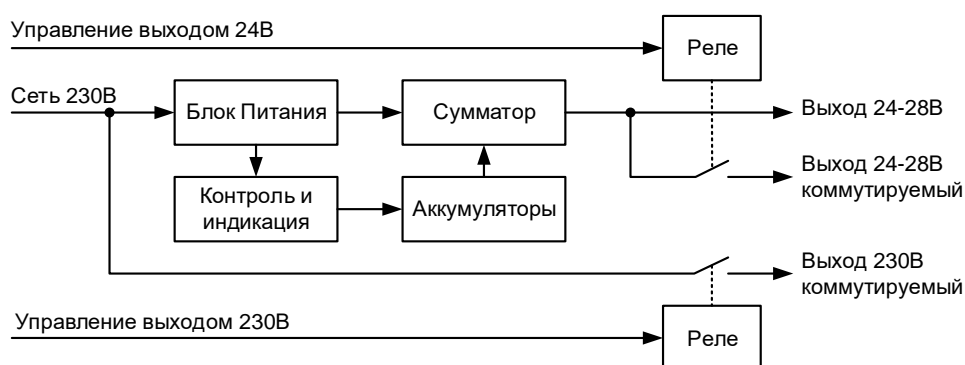 Управление выходом 24В
Реле
Сеть 230В
Блок Питания
Сумматор
Выход 24-28В
Выход 24-28В
коммутируемый
Контроль и
индикация
Аккумуляторы
Выход 230В
коммутируемый
Управление выходом 230В
Реле